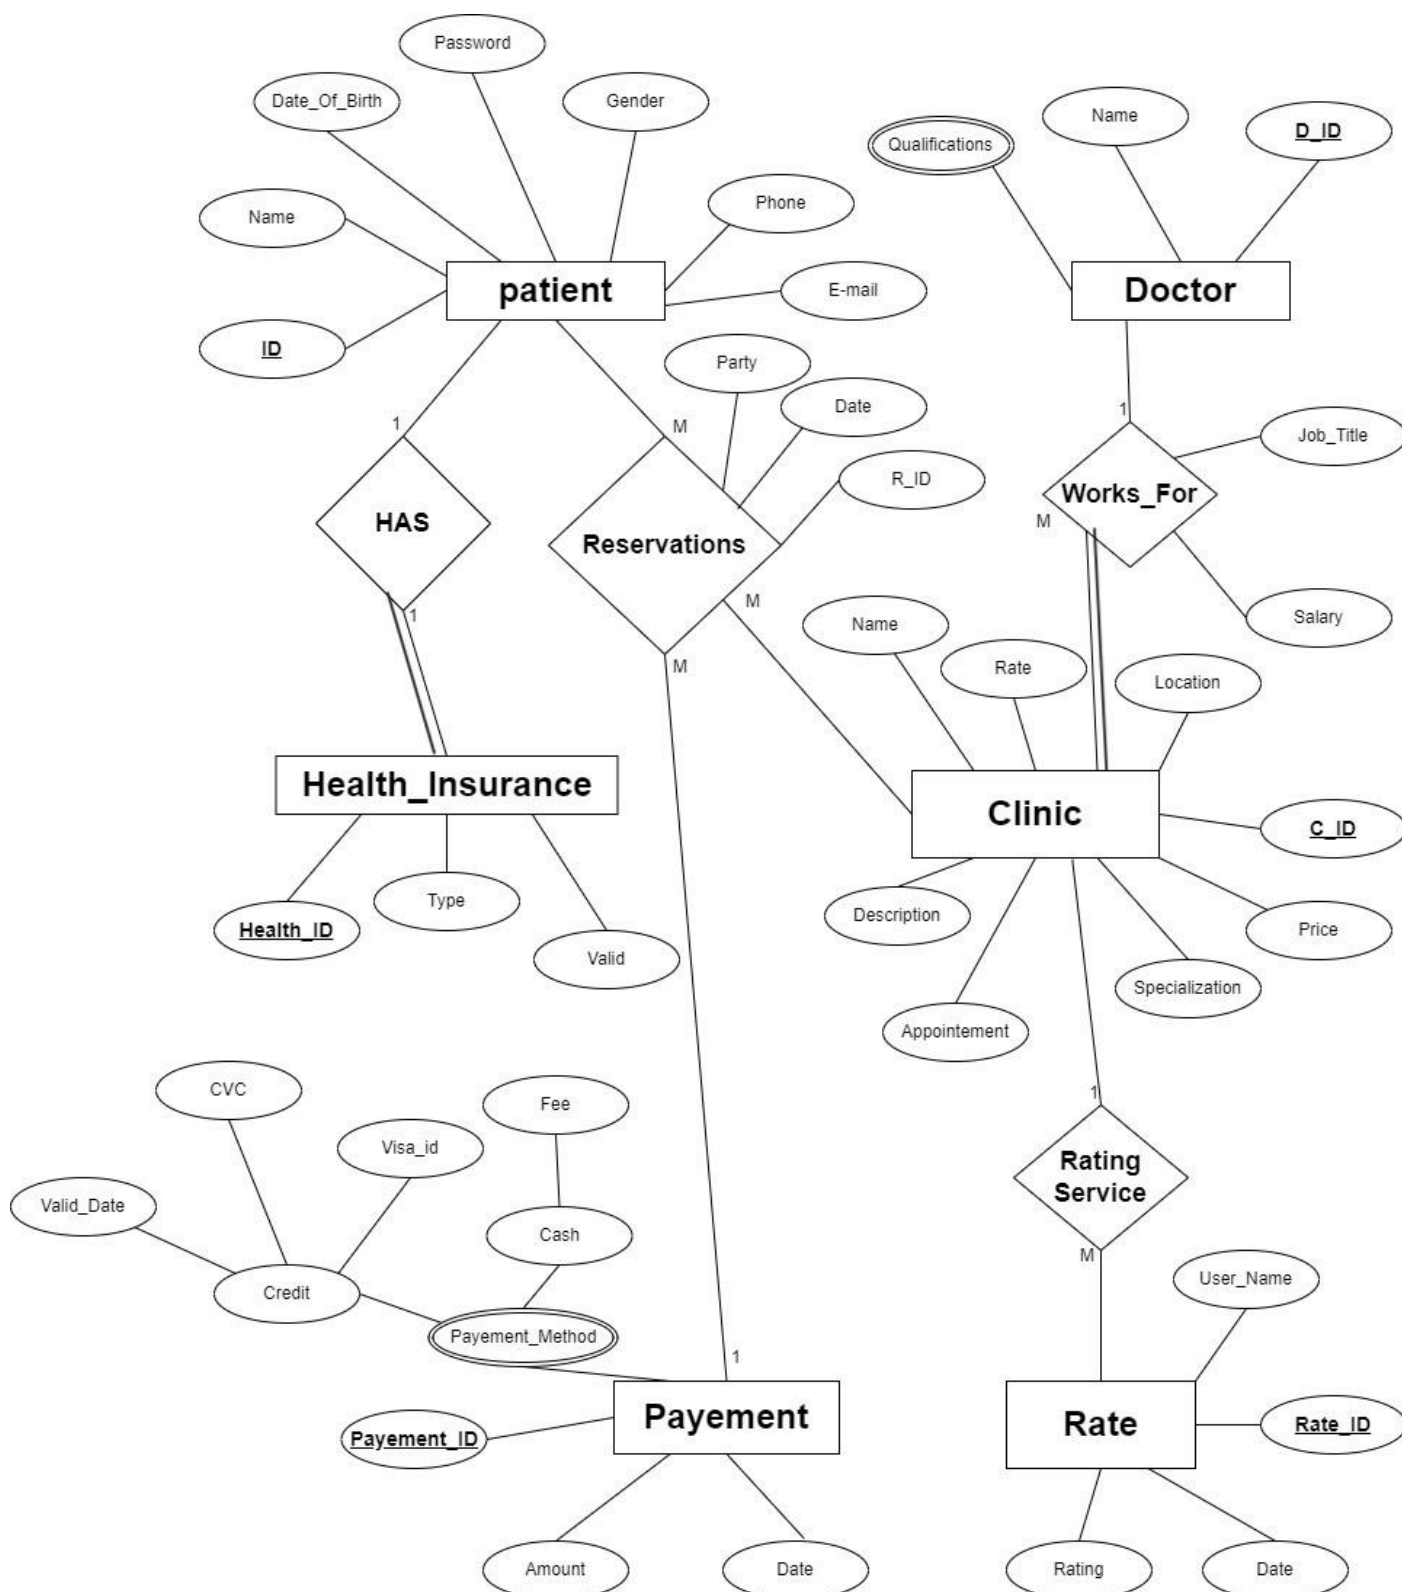 Password
Date_Of_Birth
Gender
Name
D_ID
Qualifications
Phone
Name
patient
E-mail
Doctor
ID
Party
Date
1
M
1
Job_Title
R_ID
Works_For
HAS
M
Reservations
M
1
Name
Salary
M
Rate
Location
Health_Insurance
Clinic
C_ID
Type
Description
Health_ID
Price
Valid
Specialization
Appointement
CVC
Fee
1
Visa_id
Rating
Service
Valid_Date
Cash
M
User_Name
Credit
Payement_Method
1
Payement
Rate
Rate_ID
Payement_ID
Amount
Date
Rating
Date